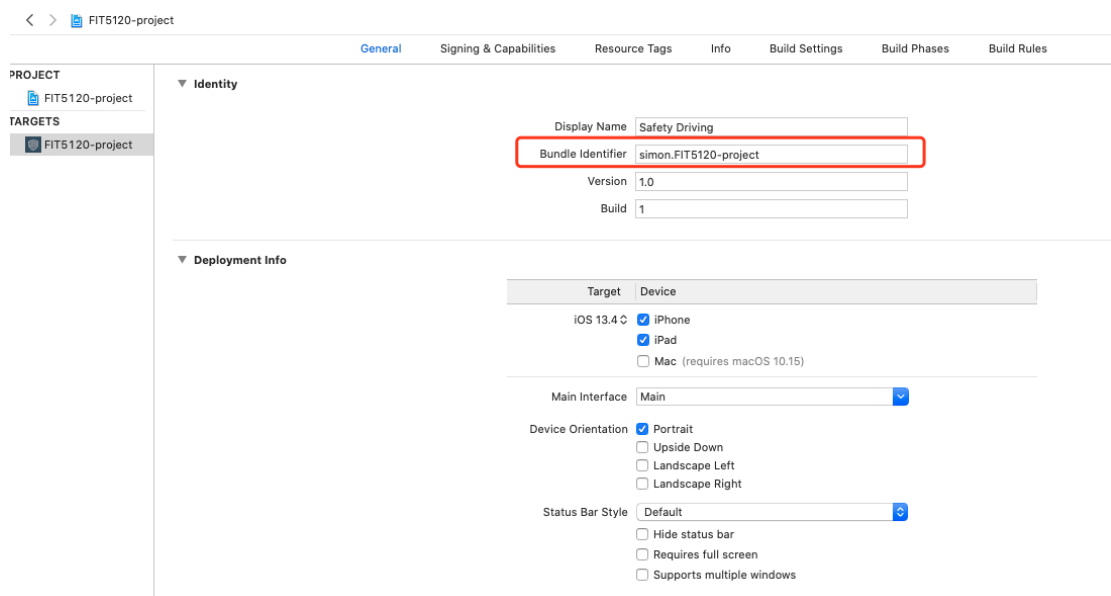 FIT5120-project
General Signing & Capabilities Resource Tags Info Build Settings Build Phases Build Rules
PROJECT
FIT5120-project
TARGETS
FIT5120-project
Identity
Display Name Safety Driving
Bundle Identifier simon.FIT5120-project
Version 1.0
Build 1
Deployment Info
Target Device
iOS 13.4 iPhone
iPad
Mac (requires macOS 10.15)
Main Interface Main
Device Orientation Portrait
Upside Down
Landscape Left
Landscape Right
Status Bar Style Default
Hide status bar
Requires full screen
Supports multiple windows